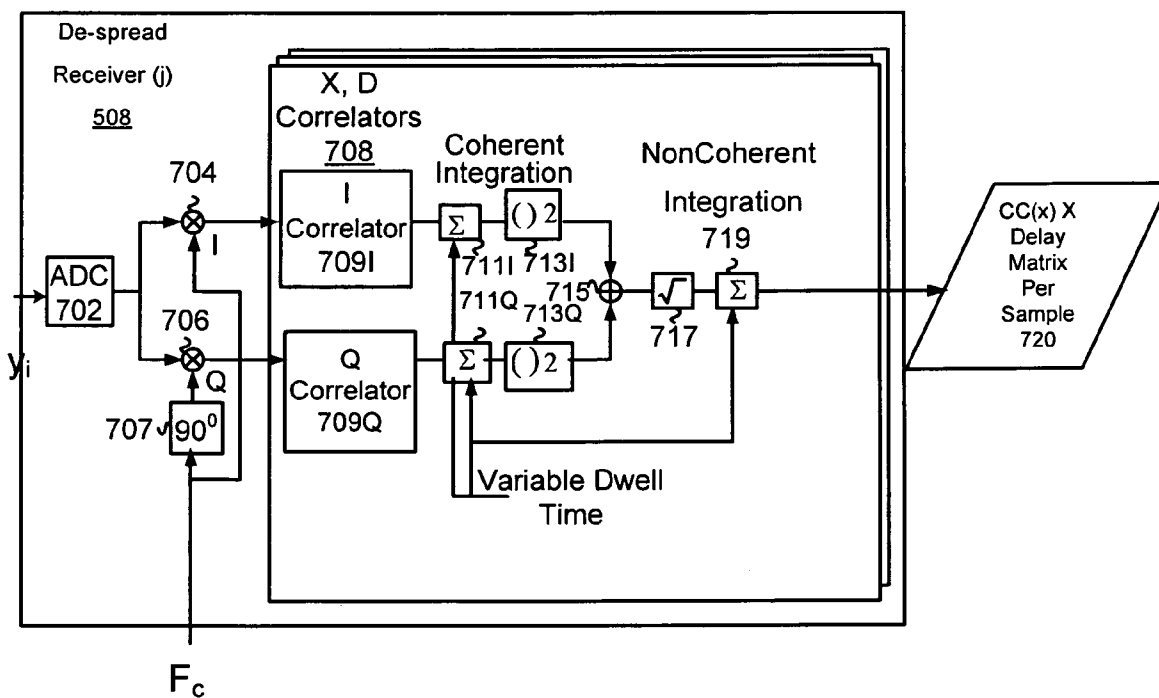 De-spread
Receiver (j)
508
X, D
Correlators
708
Coherent
Integration
NonCoherent
Integration
719
704
I
I
Correlator
709I
Σ
711I
( ) 2
713I
CC(x) X
Delay
Matrix
Per
Sample
720
ADC
702
yi
706
Q
707
90⁰
Q
Correlator
709Q
711Q
Σ
713Q
( ) 2
715
√
717
Σ
Variable Dwell
Time
Fc